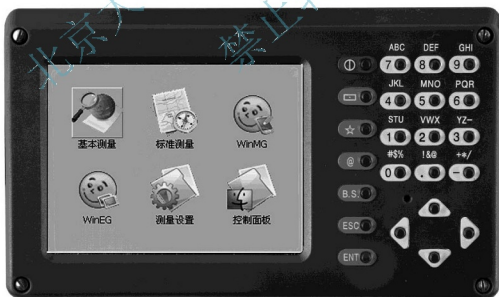 北京
禁止
ABC DEF GHI
7 8 9
JKL MNO PQR
4 5 6
☆
STU VWX YZ-
1 2 3
@
#$% !&@ +*/
0 . -
B.S.
ESC
ENT
基本测量 标准测量 WinMG
WinEG 测量设置 控制面板